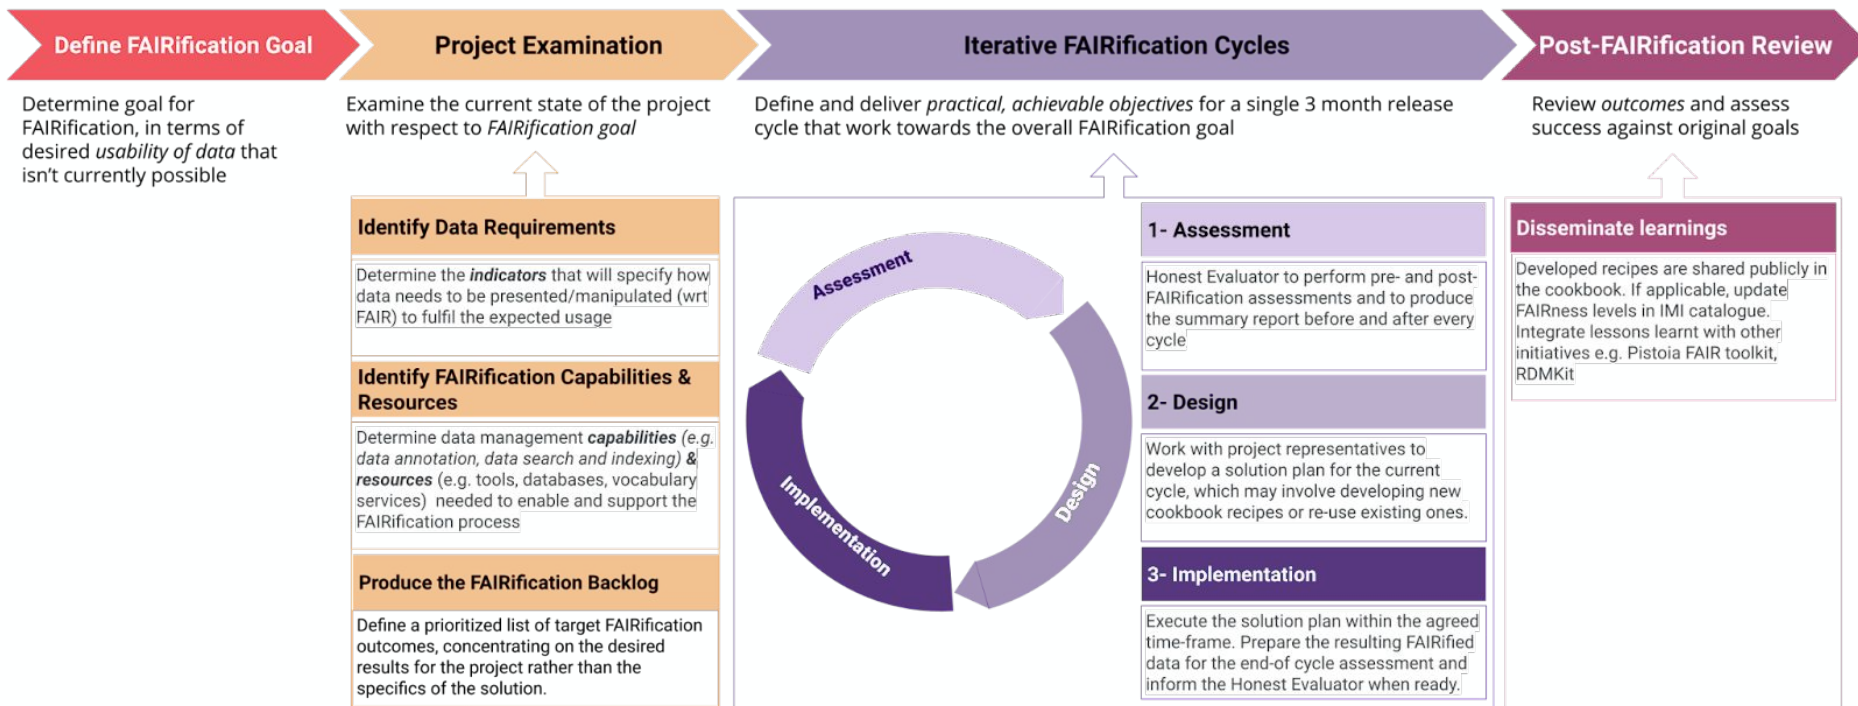 Define FAIRification Goal
Project Examination
Iterative FAIRification Cycles
Post-FAIRification Review
Determine goal for
FAIRification, in terms of
desired usability of data that
isn't currently possible
Examine the current state of the project
with respect to FAIRification goal
Define and deliver practical, achievable objectives for a single 3 month release
cycle that work towards the overall FAIRification goal
Review outcomes and assess
success against original goals
Identify Data Requirements
Determine the indicators that will specify how
data needs to be presented/manipulated (wrt
FAIR) to fulfil the expected usage
Identify FAIRification Capabilities &
Resources
Determine data management capabilities (e.g.
data annotation, data search and indexing) &
resources (e.g. tools, databases, vocabulary
services) needed to enable and support the
FAIRification process
Produce the FAIRification Backlog
Define a prioritized list of target FAIRification
outcomes, concentrating on the desired
results for the project rather than the
specifics of the solution.
Assessment
Design
Implementation
1- Assessment
Honest Evaluator to perform pre- and post-
FAIRification assessments and to produce
the summary report before and after every
cycle
2- Design
Work with project representatives to
develop a solution plan for the current
cycle, which may involve developing new
cookbook recipes or re-use existing ones.
3- Implementation
Execute the solution plan within the agreed
time-frame. Prepare the resulting FAIRified
data for the end-of cycle assessment and
inform the Honest Evaluator when ready.
Disseminate learnings
Developed recipes are shared publicly in
the cookbook. If applicable, update
FAIRness levels in IMI catalogue.
Integrate lessons learnt with other
initiatives e.g. Pistoia FAIR toolkit,
RDMKit